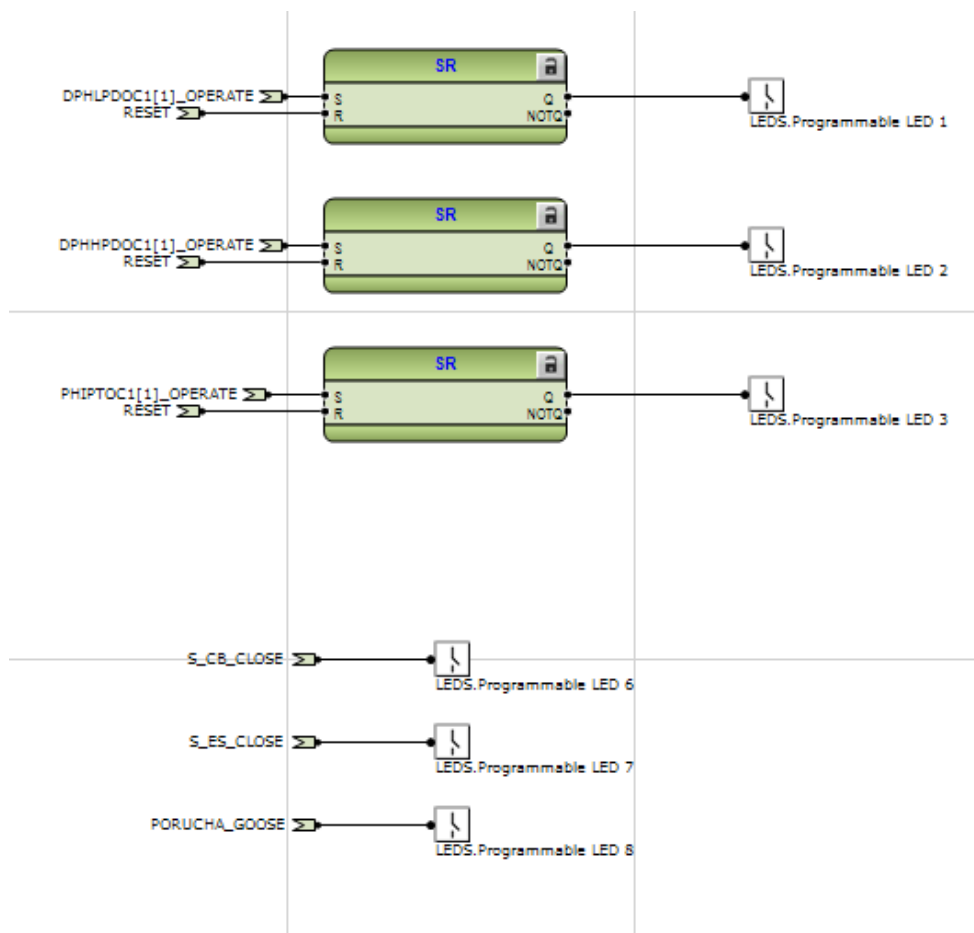 SR
DPHLPDOC1[1]_OPERATE
S
Q
RESET
R
NOTQ
LEDS.Programmable LED 1
SR
DPHHPDOC1[1]_OPERATE
S
Q
RESET
R
NOTQ
LEDS.Programmable LED 2
SR
PHIPTOC1[1]_OPERATE
S
Q
RESET
R
NOTQ
LEDS.Programmable LED 3
S_CB_CLOSE
LEDS.Programmable LED 6
S_ES_CLOSE
LEDS.Programmable LED 7
PORUCHA_GOOSE
LEDS.Programmable LED 8